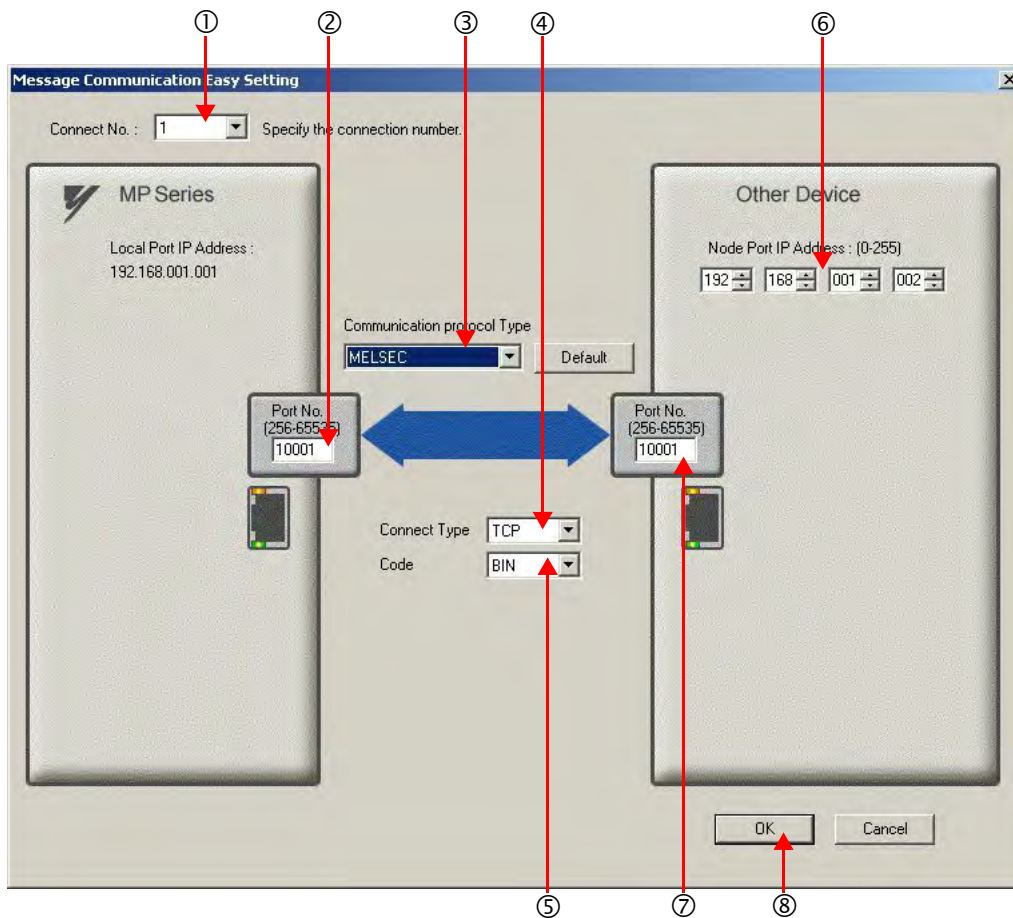 ① ② ③ ④ ⑥
Message Communication Easy Setting
Connect No. : 1 Specify the connection number.
MP Series
Local Port IP Address :
192.168.001.001
Other Device
Node Port IP Address : (0-255)
192 168 001 002
Communication protocol Type
MELSEC Default
Port No.
(256-65535)
10001
Port No.
(256-65535)
10001
Connect Type TCP
Code BIN
OK Cancel
⑤ ⑦ ⑧